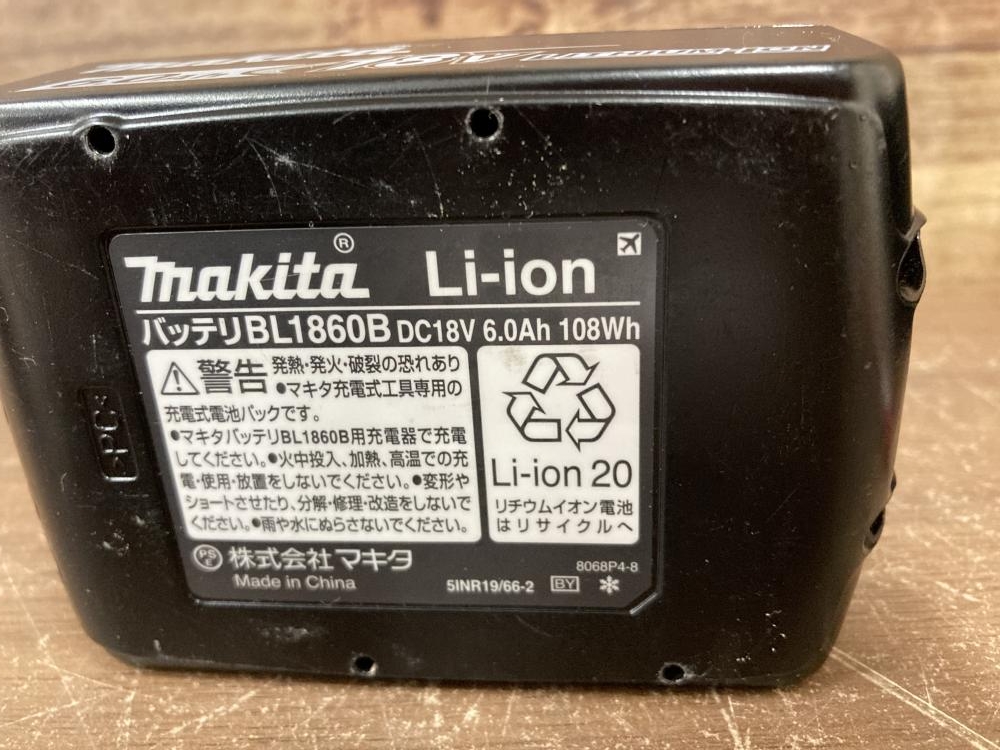 makita®
Li-ion
バッテリBL1860B DC18V 6.0Ah 108Wh
警告 発熱・発火・破裂の恐れあり
●マキタ充電式工具専用の
充電式電池パックです。
●マキタバッテリBL1860B用充電器で充電
してください。●火中投入、加熱、高温での充
電・使用・放置をしないでください。●変形や
ショートさせたり、分解・修理・改造をしないで
ください。●雨や水にぬらさないでください。
Li-ion 20
リチウムイオン電池
はリサイクルへ
PSE 株式会社マキタ
8068P4-8
Made in China
5INR19/66-2 BY